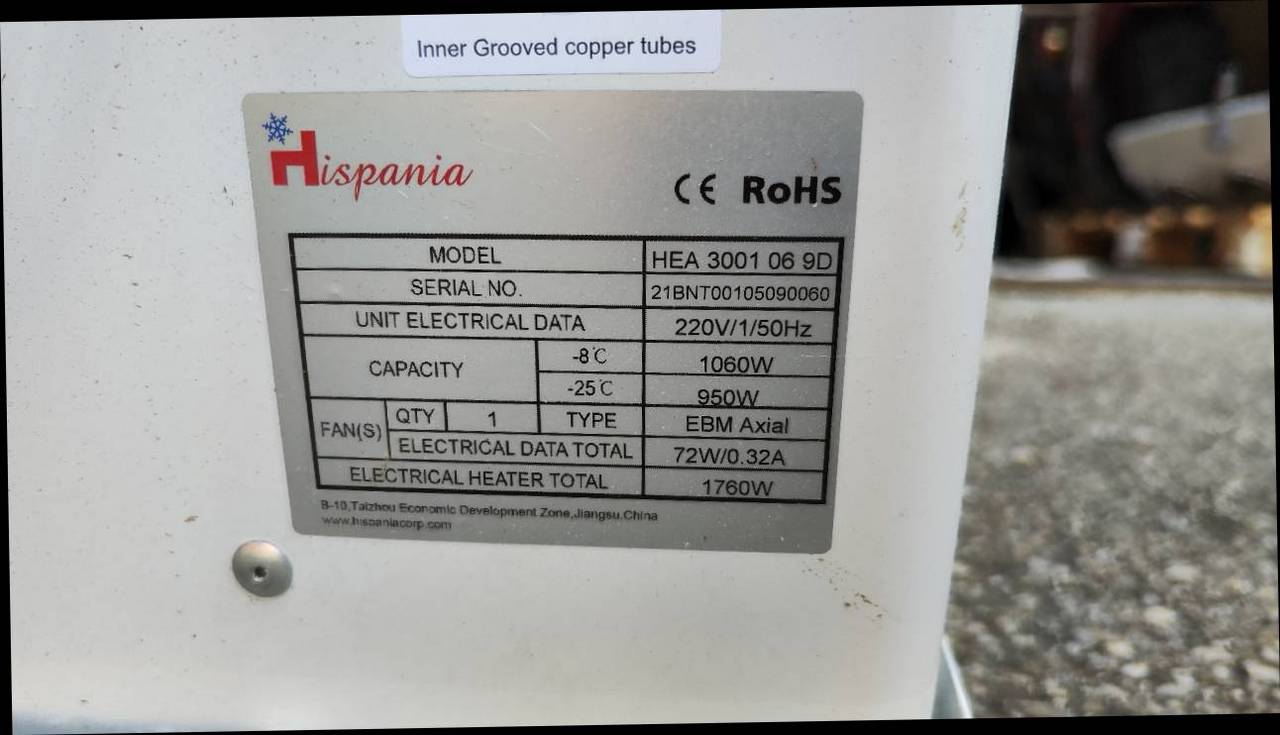 Inner Grooved copper tubes
Hispania
CE RoHS
MODEL HEA 3001 06 9D
SERIAL NO. 21BNT00105090060
UNIT ELECTRICAL DATA 220V/1/50Hz
CAPACITY -8℃ 1060W
-25℃ 950W
FAN(S) QTY 1 TYPE EBM Axial
ELECTRICAL DATA TOTAL 72W/0.32A
ELECTRICAL HEATER TOTAL 1760W
B-10,Taizhou Economic Development Zone,Jiangsu,China
www.hispaniacorp.com